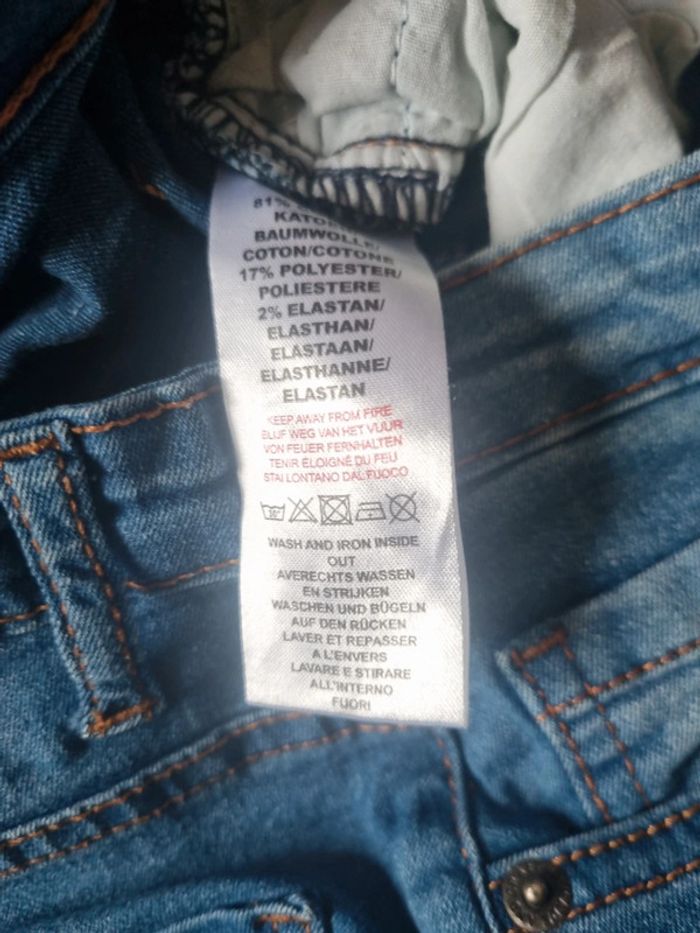 81%
KATOEN/
BAUMWOLLE/
COTON/COTONE
17% POLYESTER/
POLIESTERE
2% ELASTAN/
ELASTHAN/
ELASTAAN/
ELASTHANNE/
ELASTAN
KEEP AWAY FROM FIRE
BLIJF WEG VAN HET VUUR
VON FEUER FERNHALTEN
TENIR ÉLOIGNÉ DU FEU
STAI LONTANO DAL FUOCO
WASH AND IRON INSIDE
OUT
AVERECHTS WASSEN
EN STRIJKEN
WASCHEN UND BÜGELN
AUF DEN RÜCKEN
LAVER ET REPASSER
A L'ENVERS
LAVARE E STIRARE
ALL'INTERNO
FUORI